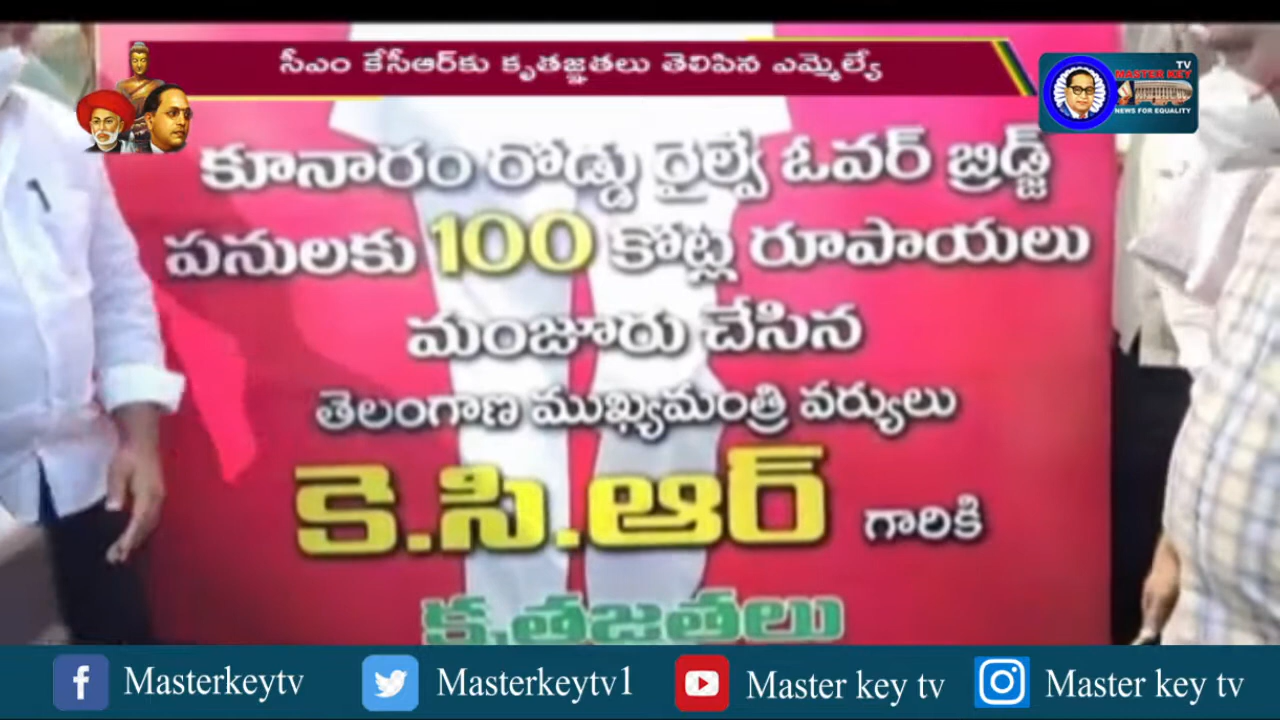 సీఎం కేసీఆర్‌కు కృతజ్ఞతలు తెలిపిన ఎమ్మెల్యే
TV
MASTER KEY
NEWS FOR EQUALITY
కూనారం రోడ్డు రైల్వే ఓవర్ బ్రిడ్జ్
పనులకు 100 కోట్ల రూపాయలు
మంజూరు చేసిన
తెలంగాణ ముఖ్యమంత్రి వర్యులు
కె.సి.ఆర్ గారికి
కృతజ్ఞతలు
Masterkeytv Masterkeytv1 Master key tv Master key tv